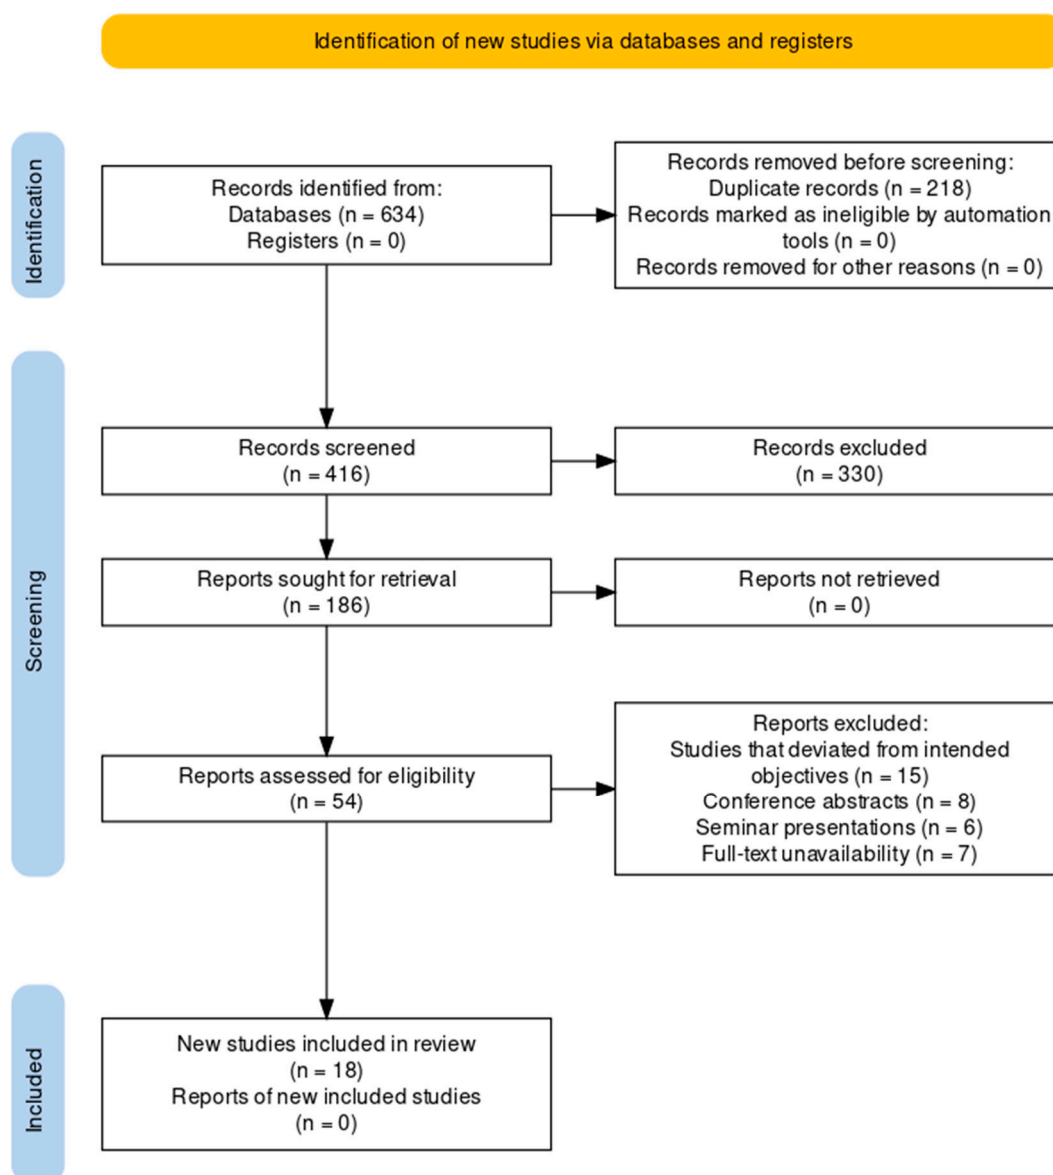 Identification of new studies via databases and registers
Identification
Records identified from:
Databases (n = 634)
Registers (n = 0)
Records removed before screening:
Duplicate records (n = 218)
Records marked as ineligible by automation
tools (n = 0)
Records removed for other reasons (n = 0)
Screening
Records screened
(n = 416)
Records excluded
(n = 330)
Reports sought for retrieval
(n = 186)
Reports not retrieved
(n = 0)
Reports assessed for eligibility
(n = 54)
Reports excluded:
Studies that deviated from intended
objectives (n = 15)
Conference abstracts (n = 8)
Seminar presentations (n = 6)
Full-text unavailability (n = 7)
Included
New studies included in review
(n = 18)
Reports of new included studies
(n = 0)